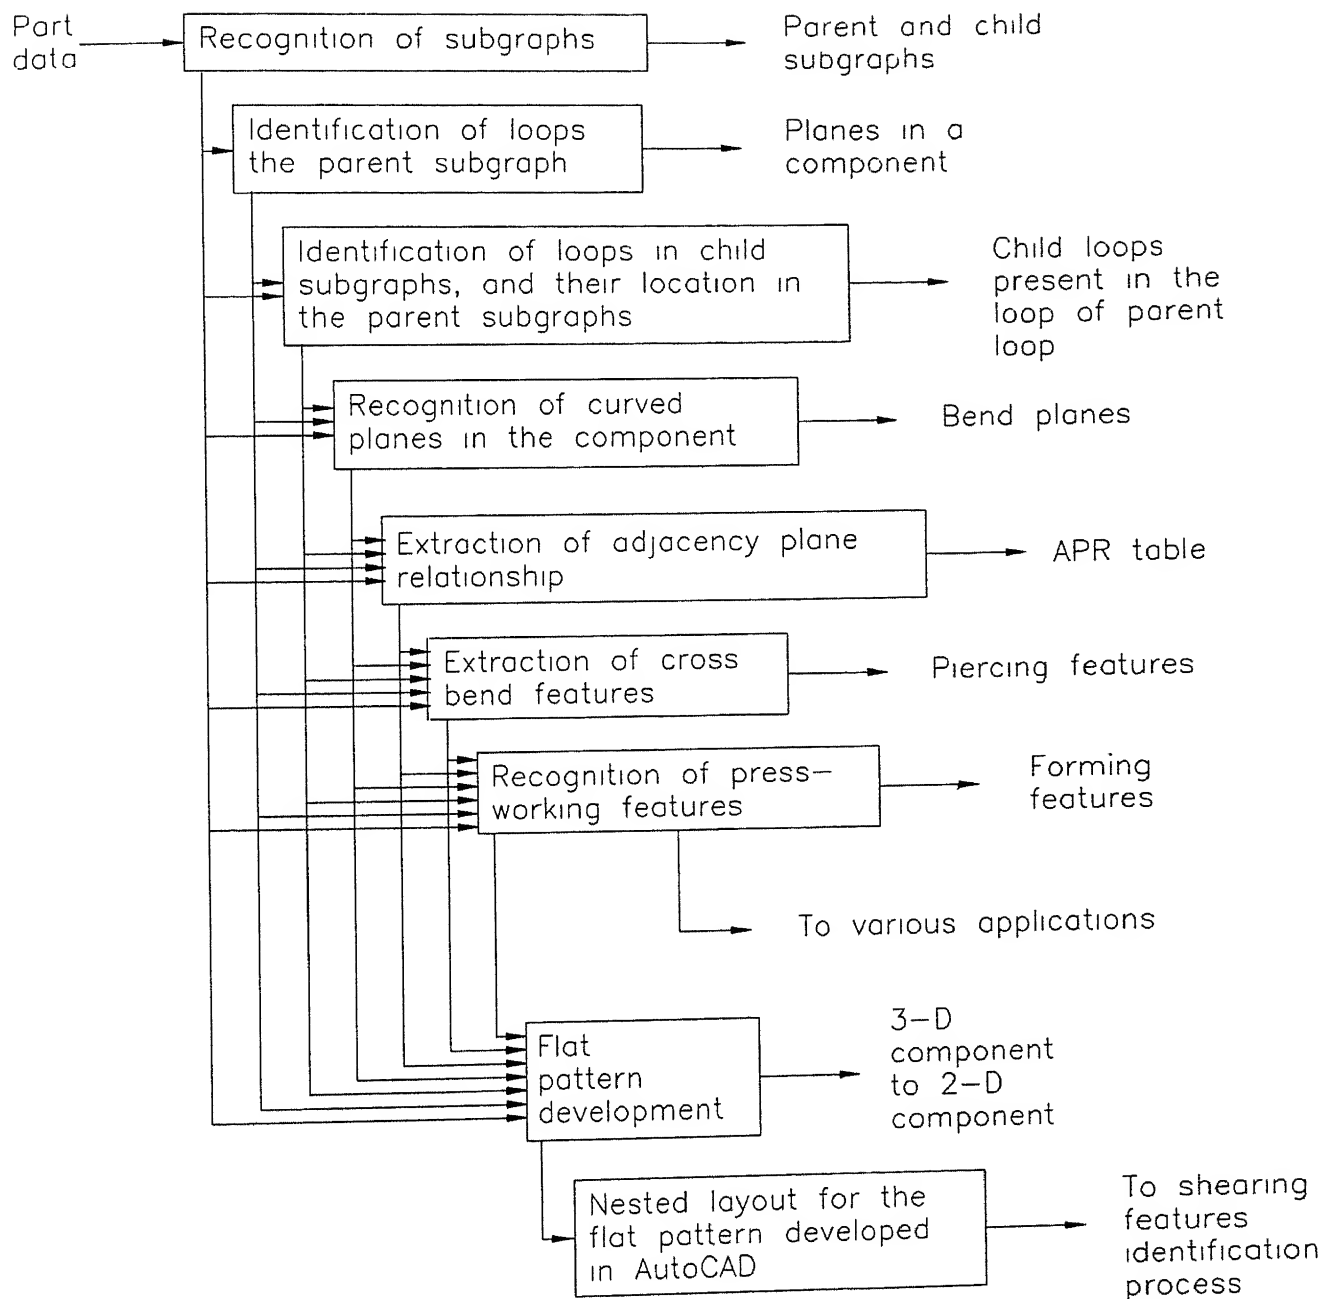 Part
data
Recognition of subgraphs
Parent and child
subgraphs
Identification of loops
the parent subgraph
Planes in a
component
Identification of loops in child
subgraphs, and their location in
the parent subgraphs
Child loops
present in the
loop of parent
loop
Recognition of curved
planes in the component
Bend planes
Extraction of adjacency plane
relationship
APR table
Extraction of cross
bend features
Piercing features
Recognition of press-
working features
Forming
features
To various applications
Flat
pattern
development
3-D
component
to 2-D
component
Nested layout for the
flat pattern developed
in AutoCAD
To shearing
features
identification
process